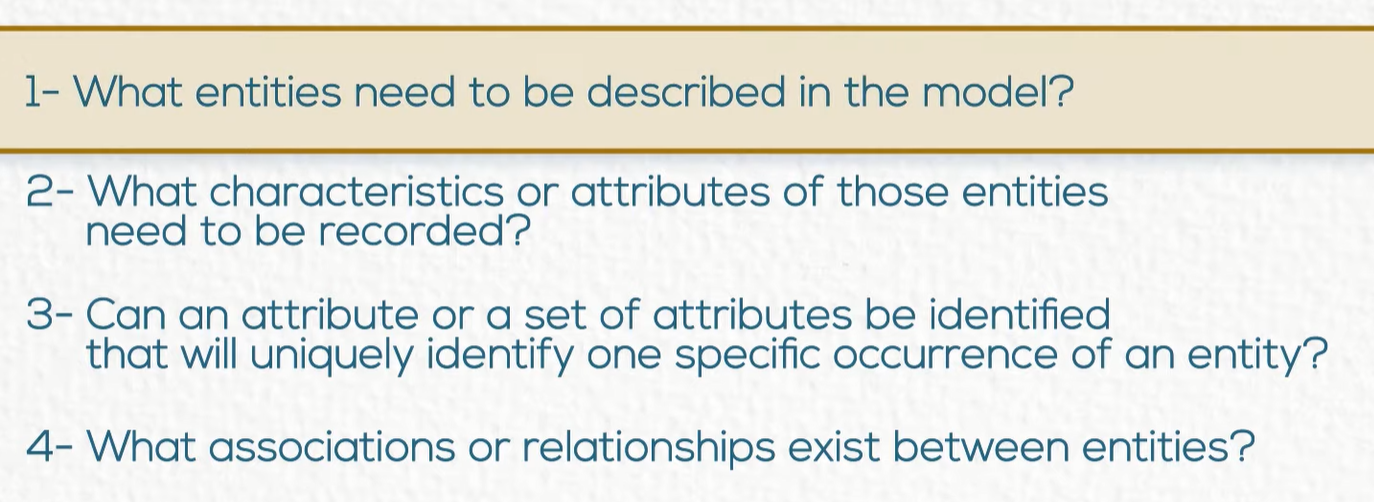 1- What entities need to be described in the model?
2- What characteristics or attributes of those entities
need to be recorded?
3- Can an attribute or a set of attributes be identified
that will uniquely identify one specific occurrence of an entity?
4- What associations or relationships exist between entities?